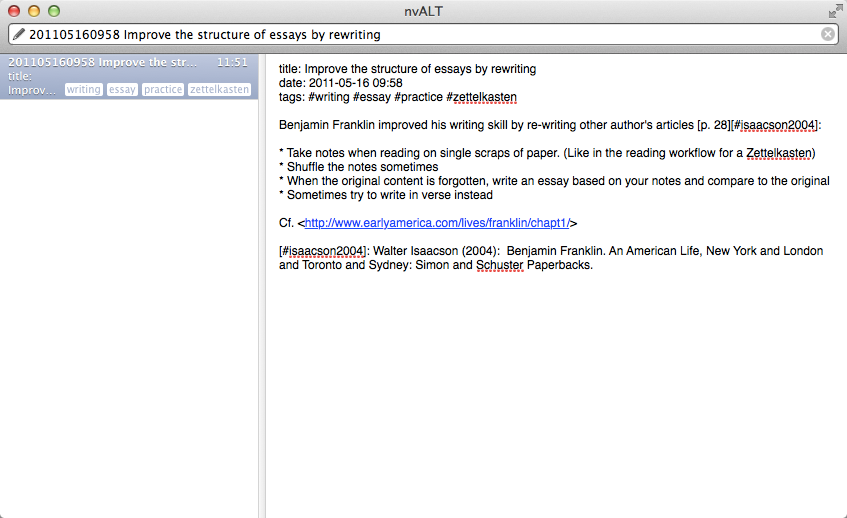 nvALT
201105160958 Improve the structure of essays by rewriting
201105160958 Improve the str... 11:51
title:
Improv... writing essay practice zettelkasten
title: Improve the structure of essays by rewriting
date: 2011-05-16 09:58
tags: #writing #essay #practice #zettelkasten
Benjamin Franklin improved his writing skill by re-writing other author's articles [p. 28][#isaacson2004]:
* Take notes when reading on single scraps of paper. (Like in the reading workflow for a Zettelkasten)
* Shuffle the notes sometimes
* When the original content is forgotten, write an essay based on your notes and compare to the original
* Sometimes try to write in verse instead
Cf. <http://www.earlyamerica.com/lives/franklin/chapt1/>
[#isaacson2004]: Walter Isaacson (2004):  Benjamin Franklin. An American Life, New York and London
and Toronto and Sydney: Simon and Schuster Paperbacks.